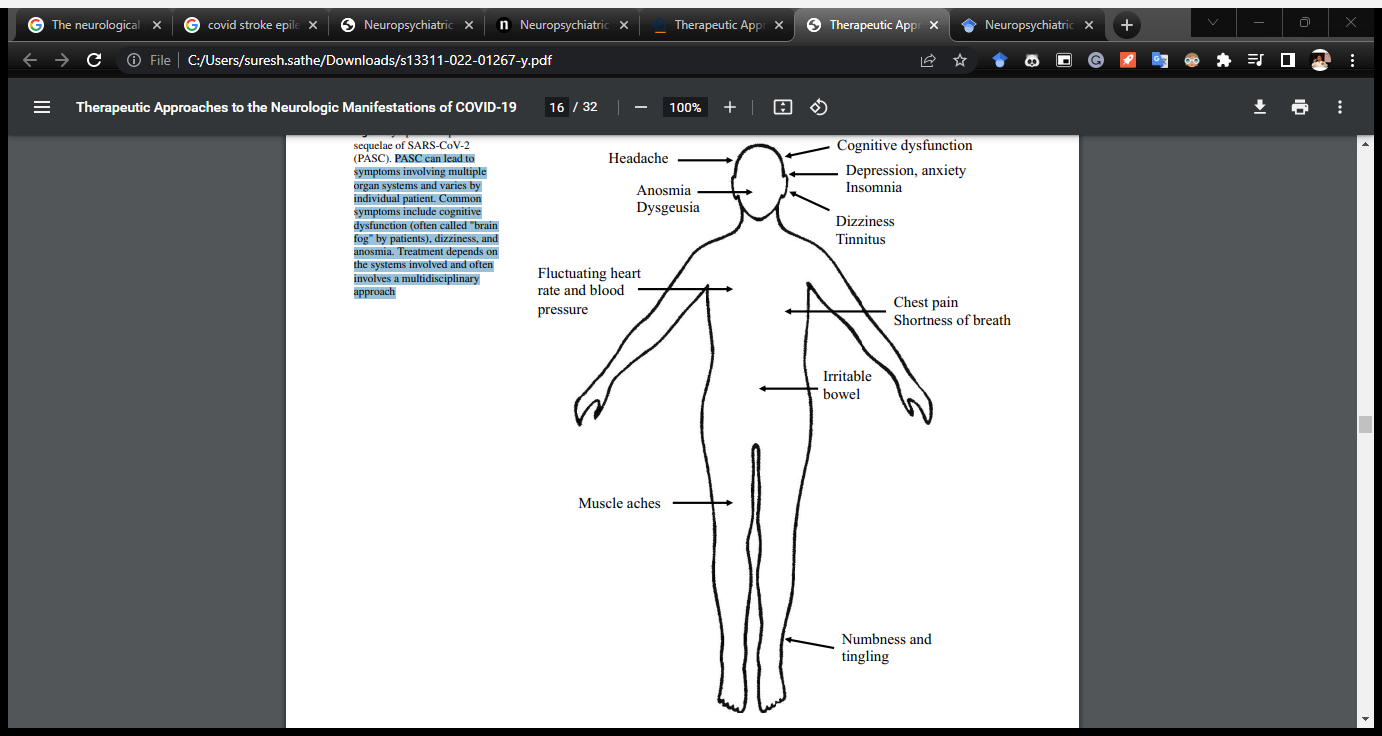 The neurological
covid stroke epile
Neuropsychiatric
Neuropsychiatric
Therapeutic App
Therapeutic Appr
Neuropsychiatric
File
C:/Users/suresh.sathe/Downloads/s13311-022-01267-y.pdf
Therapeutic Approaches to the Neurologic Manifestations of COVID-19
16 / 32
100%
sequelae of SARS-CoV-2
(PASC). PASC can lead to
symptoms involving multiple
organ systems and varies by
individual patient. Common
symptoms include cognitive
dysfunction (often called "brain
fog" by patients), dizziness, and
anosmia. Treatment depends on
the systems involved and often
involves a multidisciplinary
approach
Headache
Anosmia
Dysgeusia
Cognitive dysfunction
Depression, anxiety
Insomnia
Dizziness
Tinnitus
Fluctuating heart
rate and blood
pressure
Chest pain
Shortness of breath
Irritable
bowel
Muscle aches
Numbness and
tingling